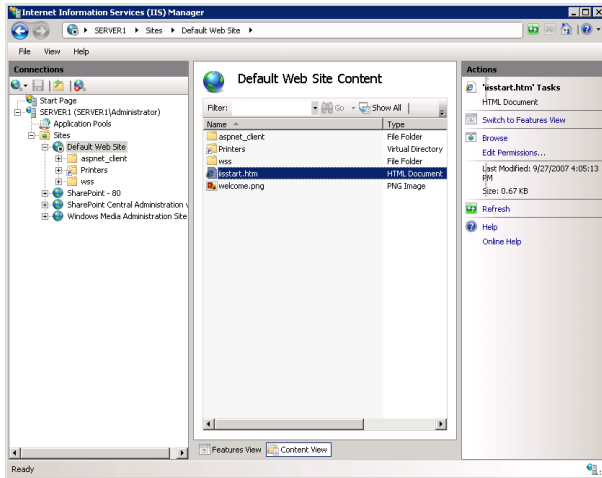 Internet Information Services (IIS) Manager
SERVER1 Sites Default Web Site
File View Help
Connections
Start Page
SERVER1 (SERVER1\Administrator)
Application Pools
Sites
Default Web Site
aspnet_client
Printers
wss
SharePoint - 80
SharePoint Central Administration v
Windows Media Administration Site
Default Web Site Content
Filter: Go Show All
Name Type
aspnet_client File Folder
Printers Virtual Directory
wss File Folder
iisstart.htm HTML Document
welcome.png PNG Image
Features View Content View
Actions
'iisstart.htm' Tasks
HTML Document
Switch to Features View
Browse
Edit Permissions...
Last Modified: 9/27/2007 4:05:13
PM
Size: 0.67 KB
Refresh
Help
Online Help
Ready